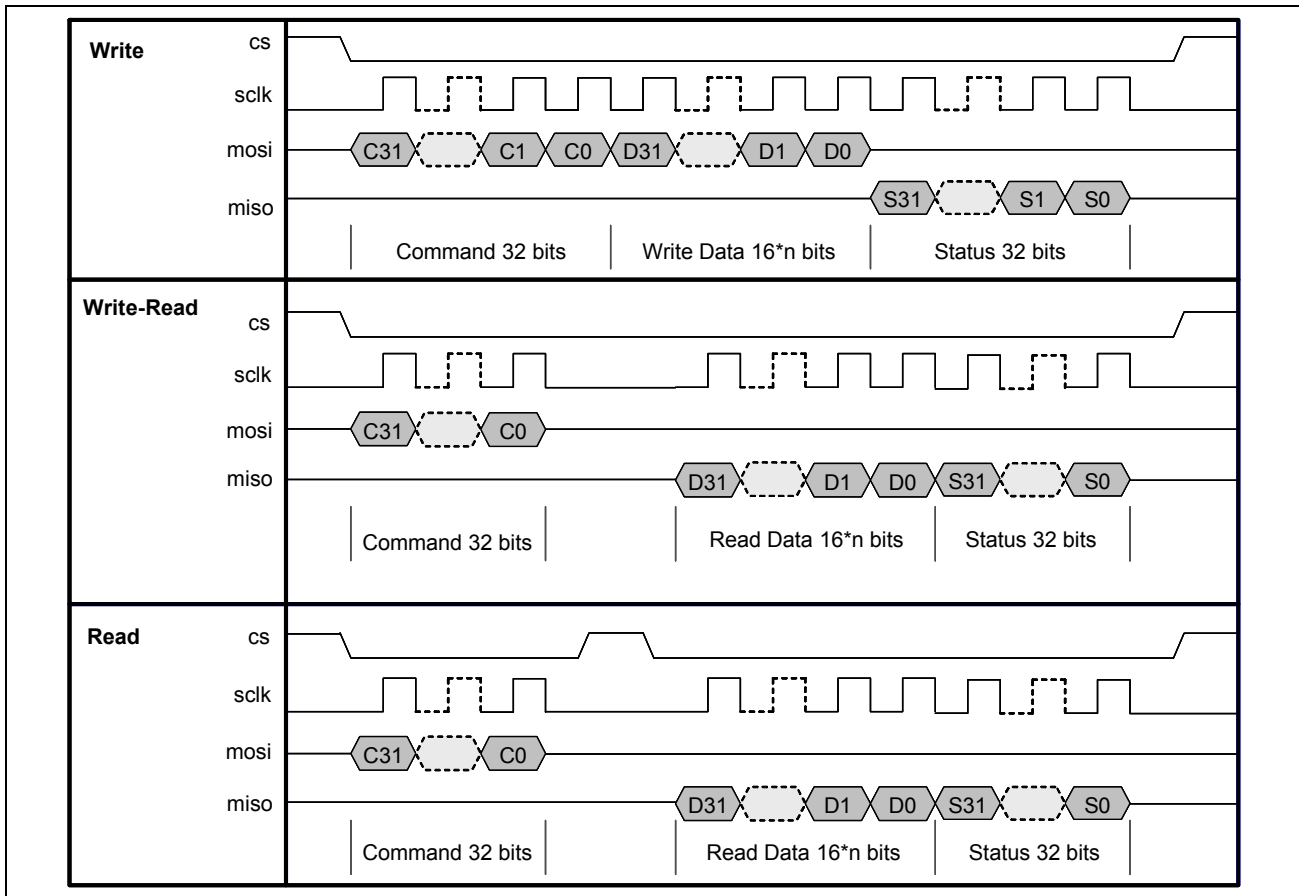 Write
cs
sclk
mosi C31 C1 C0 D31 D1 D0
miso S31 S1 S0
Command 32 bits Write Data 16*n bits Status 32 bits
Write-Read
cs
sclk
mosi C31 C0
miso D31 D1 D0 S31 S0
Command 32 bits Read Data 16*n bits Status 32 bits
Read cs
sclk
mosi C31 C0
miso D31 D1 D0 S31 S0
Command 32 bits Read Data 16*n bits Status 32 bits